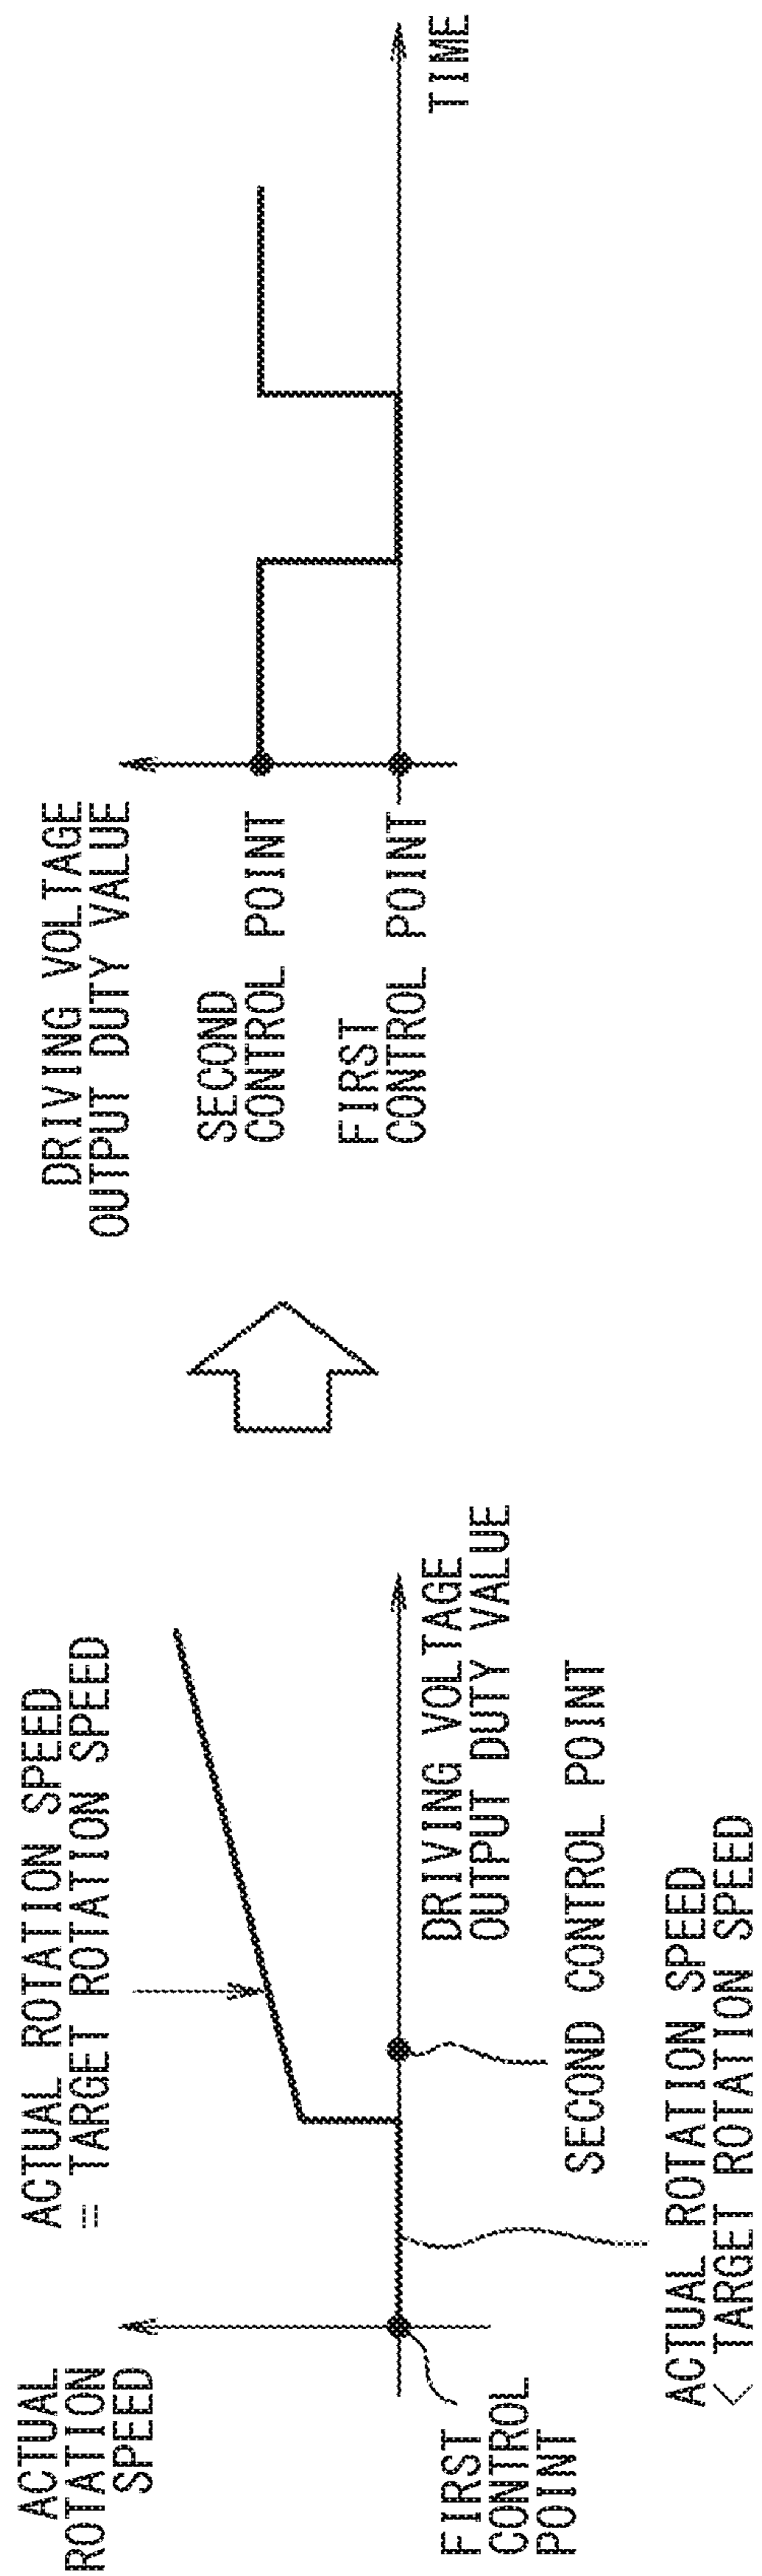 ACTUAL
ROTATION
SPEED
ACTUAL ROTATION SPEED
= TARGET ROTATION SPEED
FIRST
CONTROL
POINT
DRIVING VOLTAGE
OUTPUT DUTY VALUE
SECOND CONTROL POINT
ACTUAL ROTATION SPEED
< TARGET ROTATION SPEED
DRIVING VOLTAGE
OUTPUT DUTY VALUE
SECOND
CONTROL POINT
FIRST
CONTROL POINT
TIME